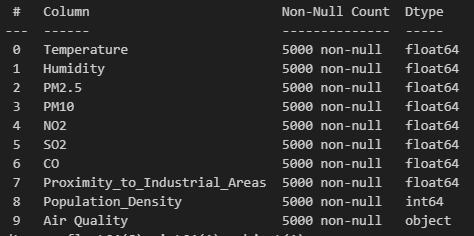 #   Column                         Non-Null Count  Dtype
---  ------                         --------------  -----
0   Temperature                    5000 non-null   float64
1   Humidity                       5000 non-null   float64
2   PM2.5                          5000 non-null   float64
3   PM10                           5000 non-null   float64
4   NO2                            5000 non-null   float64
5   SO2                            5000 non-null   float64
6   CO                             5000 non-null   float64
7   Proximity_to_Industrial_Areas  5000 non-null   float64
8   Population_Density             5000 non-null   int64
9   Air Quality                    5000 non-null   object